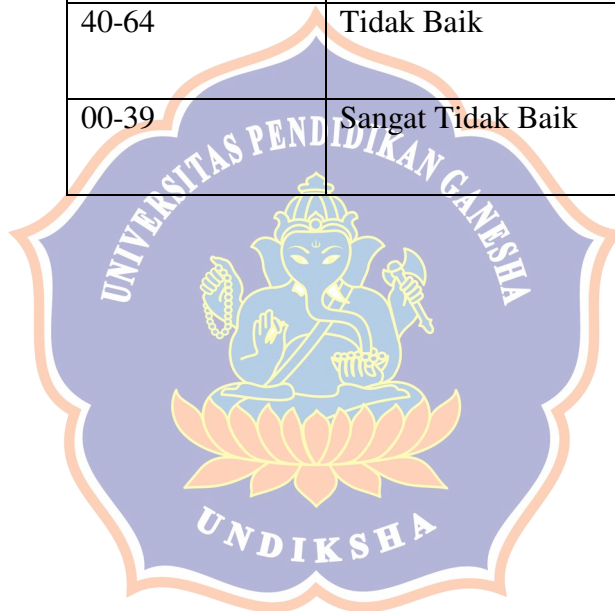 40-64 Tidak Baik
00-39 Sangat Tidak Baik
UNIVERSITAS PENDIDIKAN GANESHA
UNDIKSHA